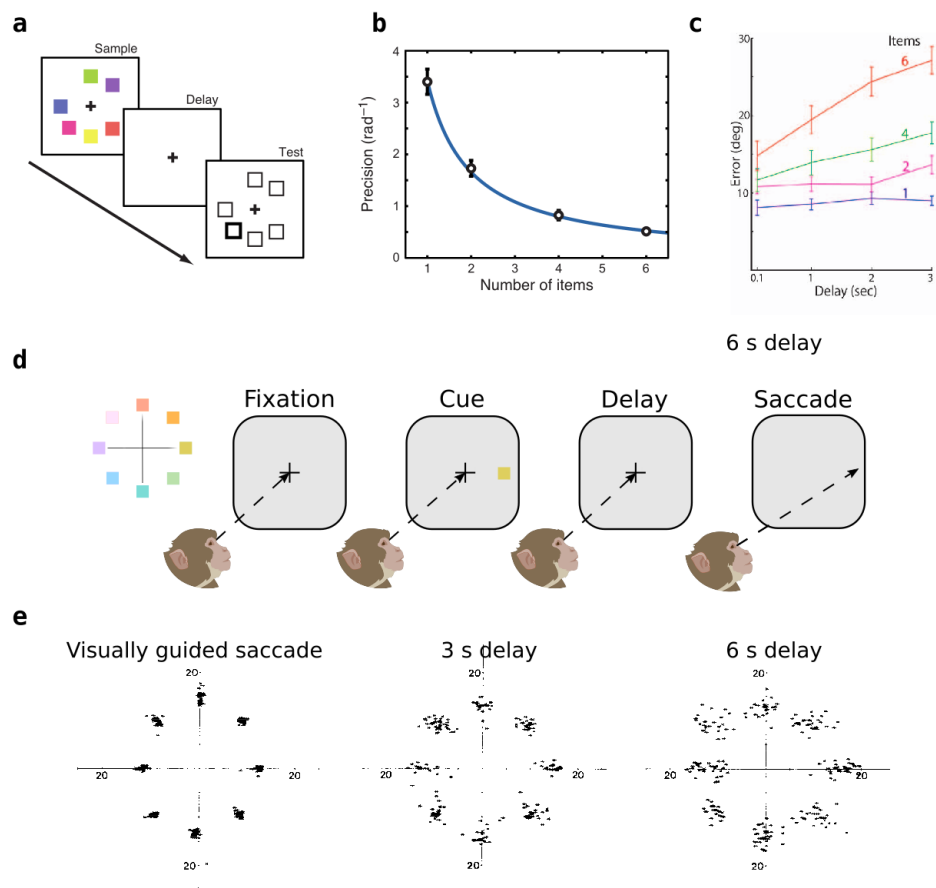 a
Sample
Delay
Test
b
Precision (rad⁻¹)
4
3
2
1
0
1 2 3 4 5 6
Number of items
c
Items
Error (deg)
30
20
10
6
4
2
1
0.1 1 2 3
Delay (sec)
6 s delay
d
Fixation
Cue
Delay
Saccade
e
Visually guided saccade
20
20
20
20
3 s delay
20
20
20
20
6 s delay
20
20
20